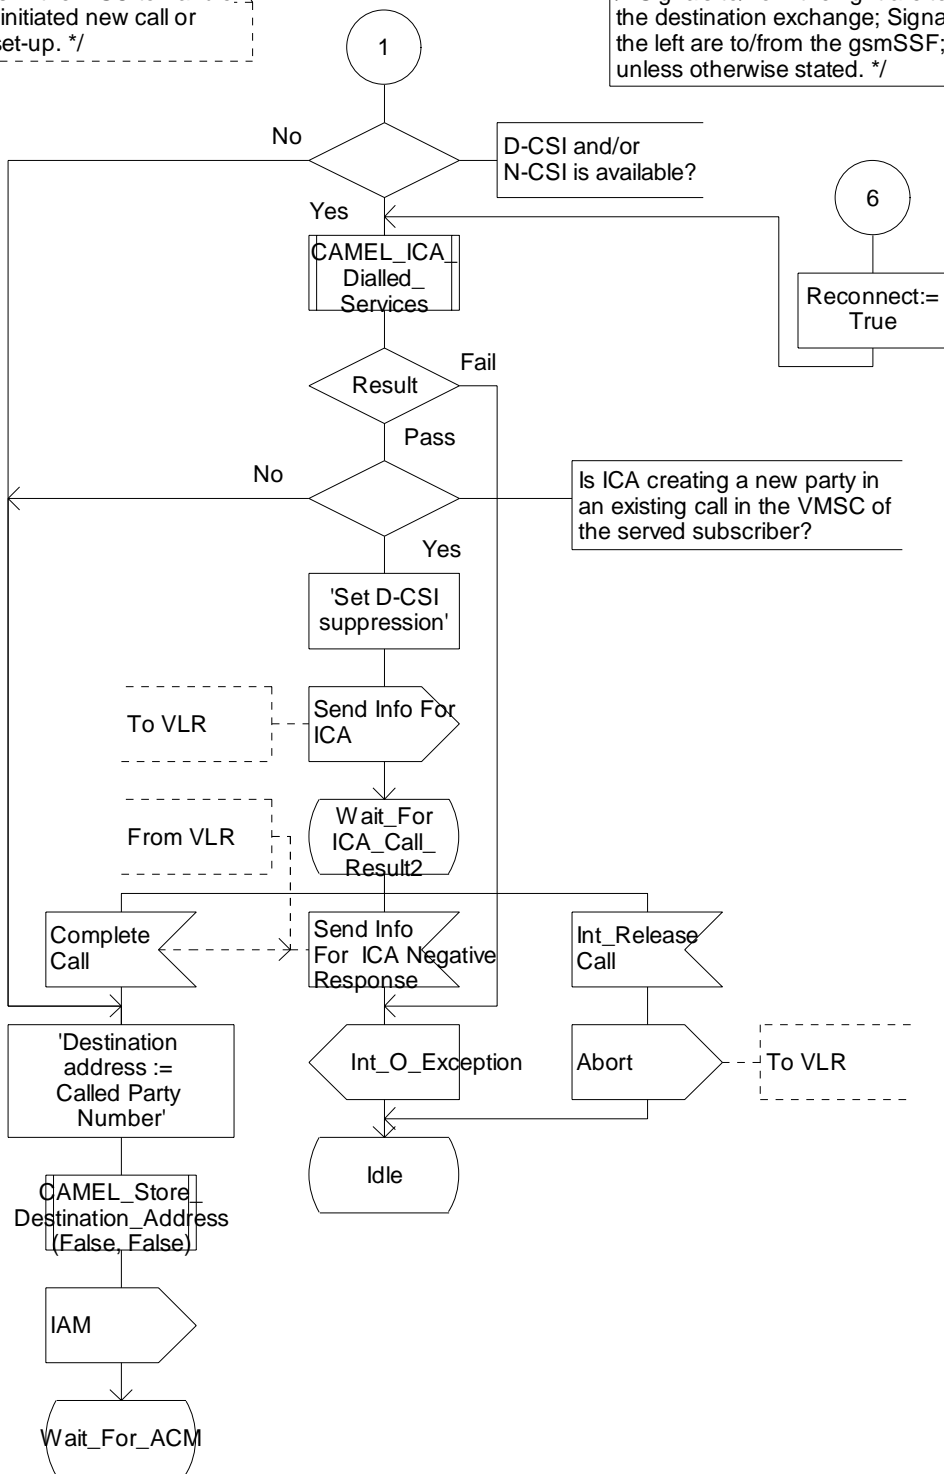 initiated new call or
set-up. */
the destination exchange; Signa
the left are to/from the gsmSSF;
unless otherwise stated. */
1
No
D-CSI and/or
N-CSI is available?
6
Yes
CAMEL_ICA_
Dialled_
Services
Reconnect:=
True
Fail
Result
Pass
No
Is ICA creating a new party in
an existing call in the VMSC of
the served subscriber?
Yes
'Set D-CSI
suppression'
To VLR
Send Info For
ICA
From VLR
Wait_For
ICA_Call_
Result2
Complete
Call
Send Info
For ICA Negative
Response
Int_Release
Call
'Destination
address :=
Called Party
Number'
Int_O_Exception
Abort
To VLR
Idle
CAMEL_Store_
Destination_Address
(False, False)
IAM
Wait_For_ACM